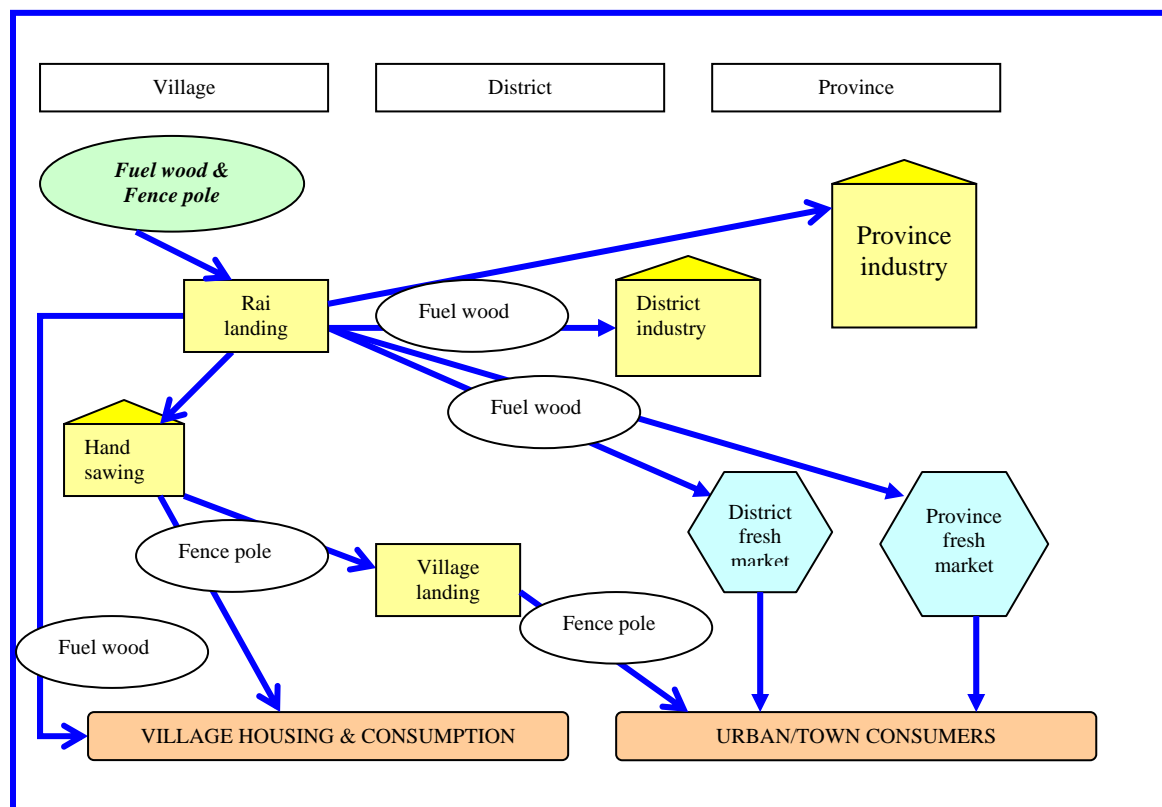 Village
District
Province
Fuel wood &
Fence pole
Province
industry
Rai
landing
Fuel wood
District
industry
Fuel wood
Hand
sawing
District
fresh
market
Province
fresh
market
Fence pole
Village
landing
Fence pole
Fuel wood
VILLAGE HOUSING & CONSUMPTION
URBAN/TOWN CONSUMERS